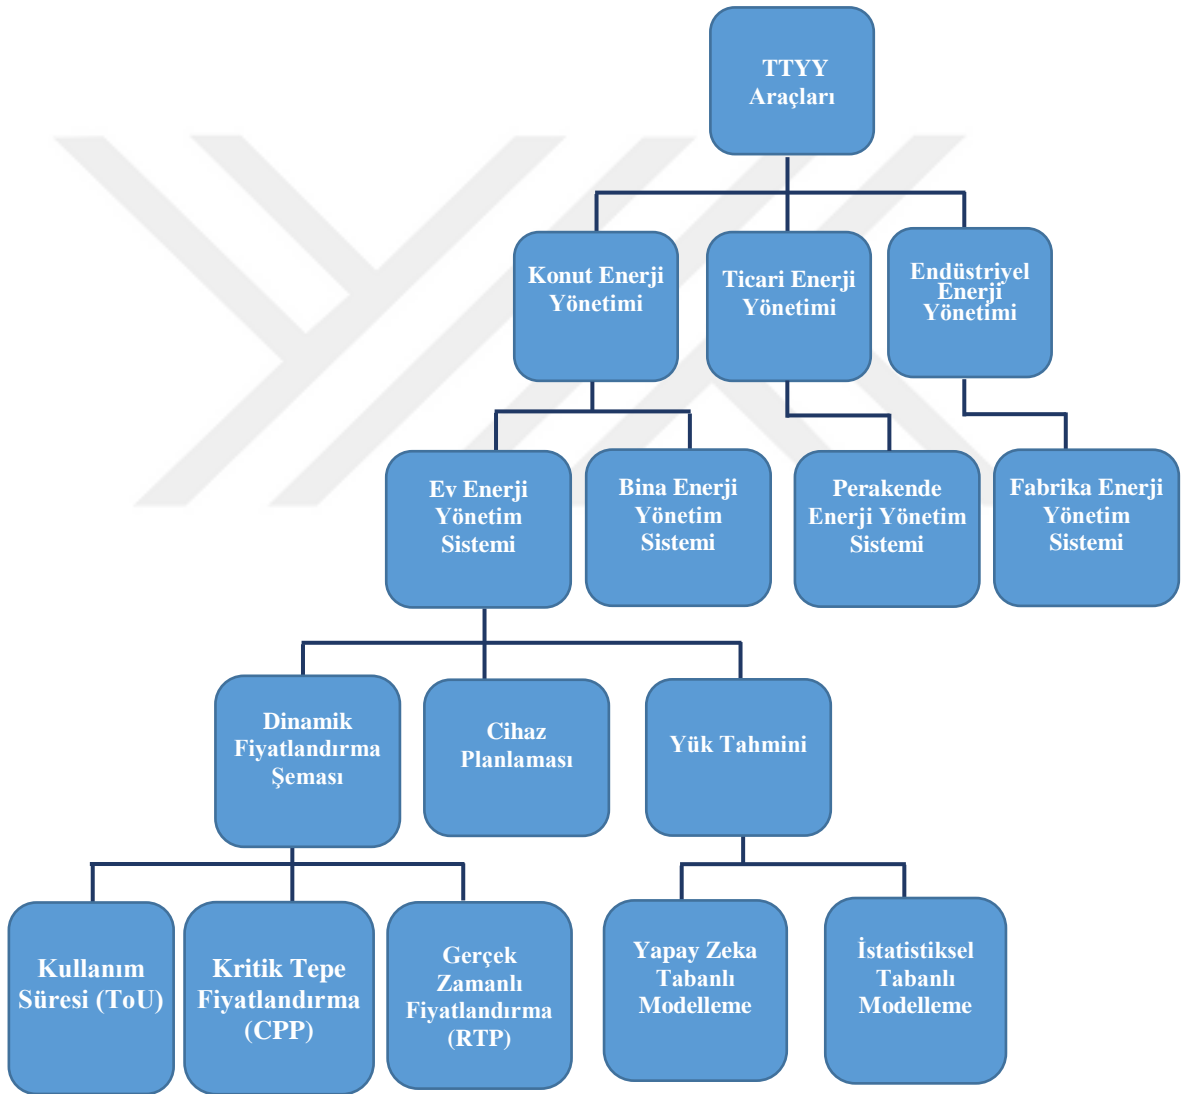 TTYY
Araçları
Konut Enerji
Yönetimi
Ticari Enerji
Yönetimi
Endüstriyel
Enerji
Yönetimi
Ev Enerji
Yönetim
Sistemi
Bina Enerji
Yönetim
Sistemi
Perakende
Enerji Yönetim
Sistemi
Fabrika Enerji
Yönetim
Sistemi
Dinamik
Fiyatlandırma
Şeması
Cihaz
Planlaması
Yük Tahmini
Kullanım
Süresi (ToU)
Kritik Tepe
Fiyatlandırma
(CPP)
Gerçek
Zamanlı
Fiyatlandırma
(RTP)
Yapay Zeka
Tabanlı
Modelleme
İstatistiksel
Tabanlı
Modelleme